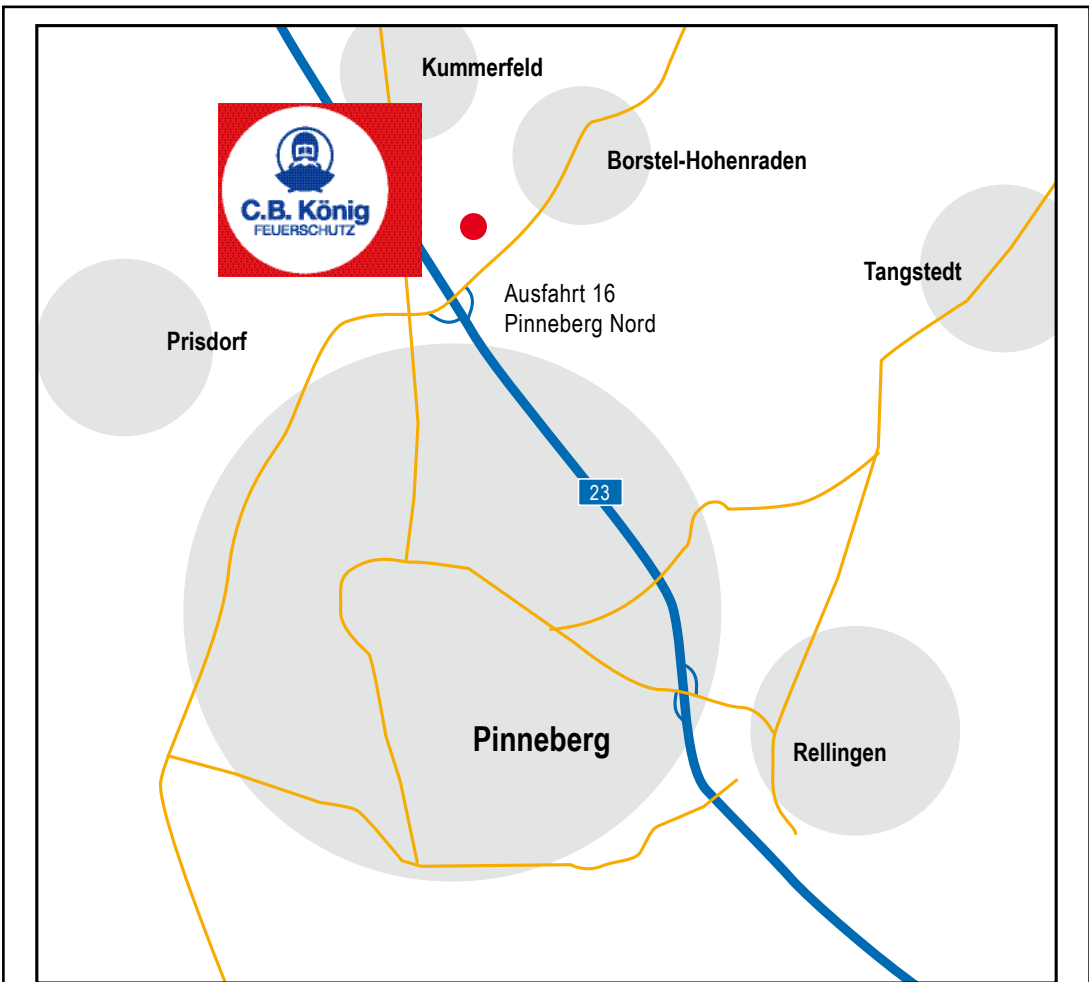 Kummerfeld
Borstel-Hohenraden
C.B. König
FEUERSCHUTZ
Tangstedt
Ausfahrt 16
Pinneberg Nord
Prisdorf
23
Pinneberg
Rellingen